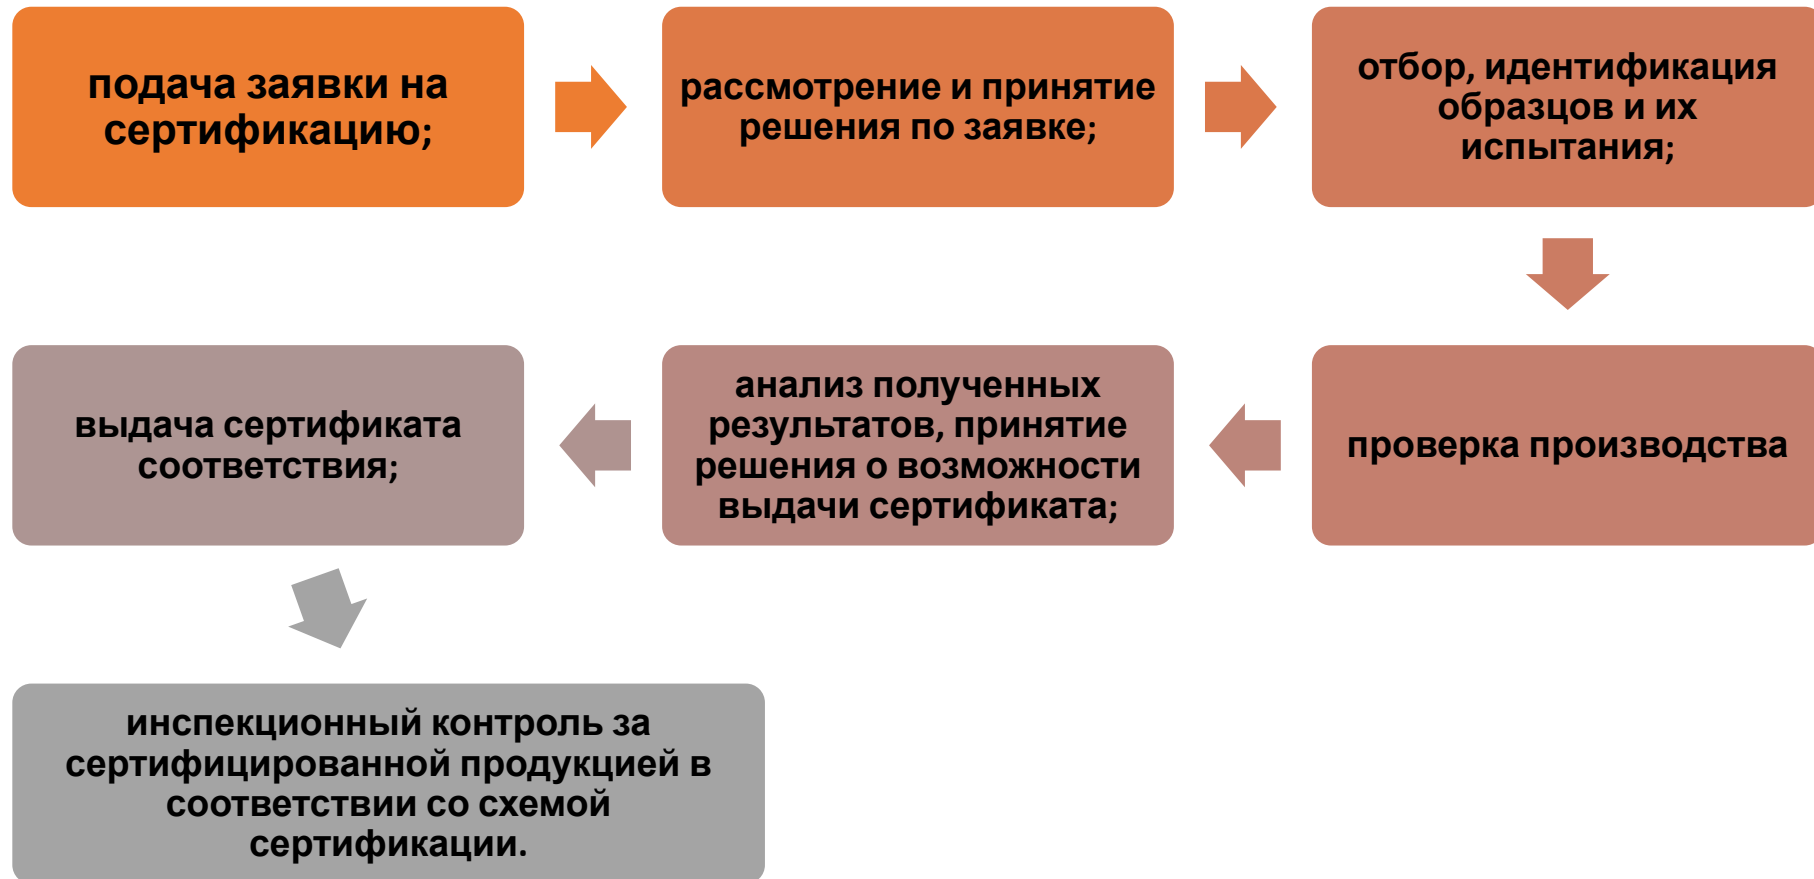 подача заявки на
сертификацию;
рассмотрение и принятие
решения по заявке;
отбор, идентификация
образцов и их
испытания;
проверка производства
анализ полученных
результатов, принятие
решения о возможности
выдачи сертификата;
выдача сертификата
соответствия;
инспекционный контроль за
сертифицированной продукцией в
соответствии со схемой
сертификации.